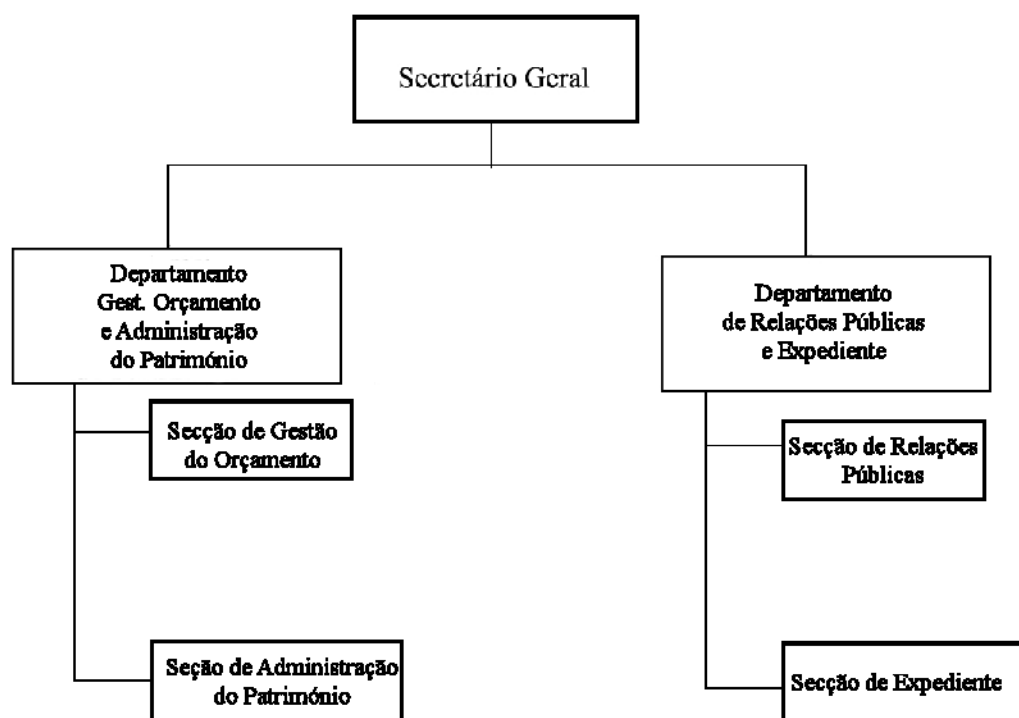 Secretário Geral
Departamento
Gest. Orçamento
e Administração
do Património
Departamento
de Relações Públicas
e Expediente
Secção de Gestão
do Orçamento
Secção de Relações
Públicas
Seção de Administração
do Património
Secção de Expediente